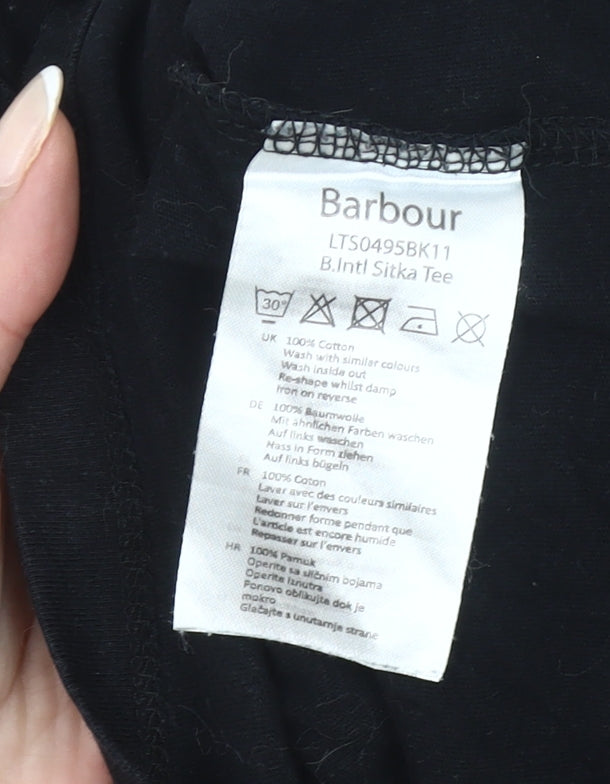 Barbour
LTS0495BK11
B.Intl Sitka Tee
30°
UK 100% Cotton
Wash with similar colours
Wash inside out
Re-shape whilst damp
Iron on reverse
DE 100% Baumwolle
Mit ähnlichen Farben waschen
Auf links waschen
Nass in Form ziehen
Auf links bügeln
FR 100% Coton
Laver avec des couleurs similaires
Laver sur l'envers
Redonner forme pendant que
L'article est encore humide
Repasser sur l'envers
HR 100% Pamuk
Operite sa sličnim bojama
Operite iznutra
Ponovo oblikujte dok je
mokro
Glačajte s unutarnje strane